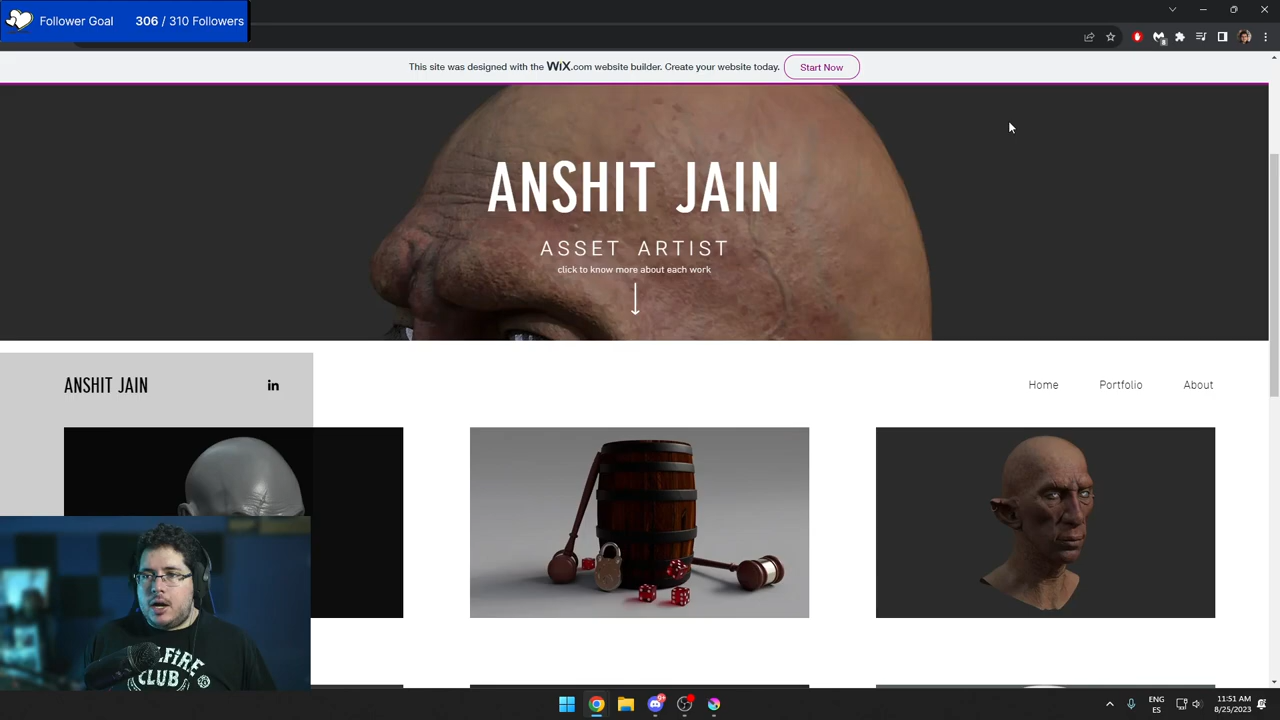 Follower Goal 306 / 310 Followers
This site was designed with the WiX.com website builder. Create your website today. Start Now
ANSHIT JAIN
ASSET ARTIST
click to know more about each work
ANSHIT JAIN in Home Portfolio About
CLUB
ENG 11:51 AM
ES 8/25/2023